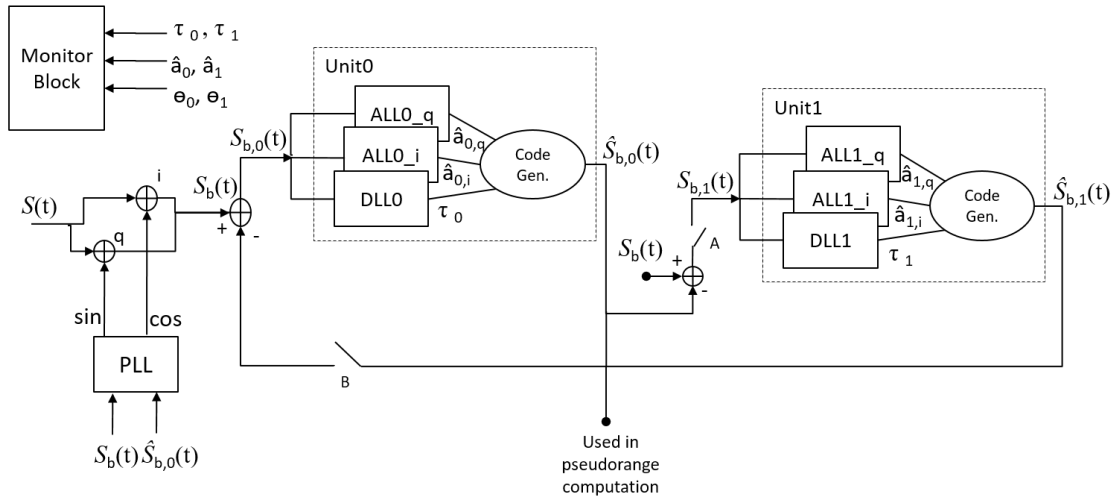 Monitor
Block
τ 0 , τ 1
â0, â1
ɵ0, ɵ1
S(t)
i
q
sin
cos
PLL
Sb(t)
Ŝb,0(t)
Sb(t)
+
-
Sb,0(t)
Unit0
ALL0_q
ALL0_i
DLL0
â0,q
â0,i
τ 0
Code
Gen.
Ŝb,0(t)
Sb(t)
+
-
A
Sb,1(t)
Unit1
ALL1_q
ALL1_i
DLL1
â1,q
â1,i
τ 1
Code
Gen.
Ŝb,1(t)
B
Used in
pseudorange
computation